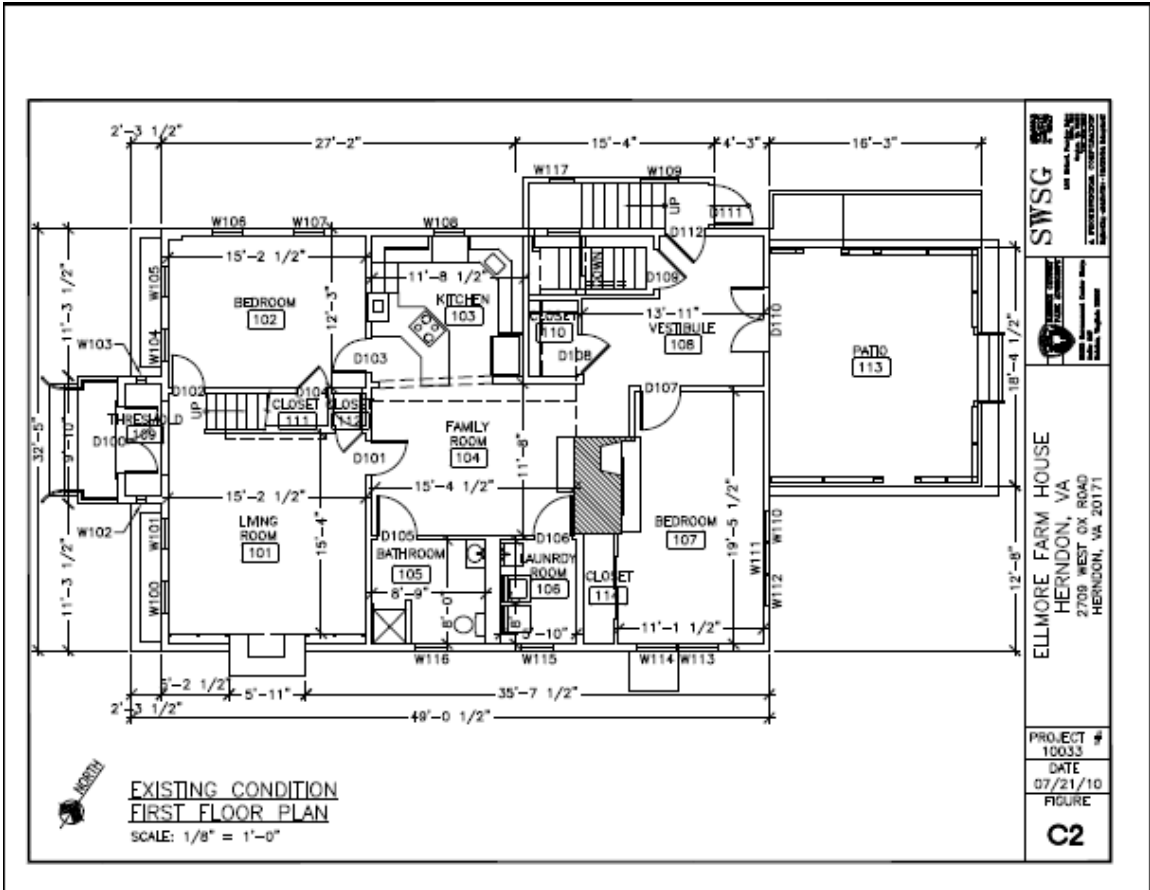 2'-3 1/2"
27'-2"
15'-4"
4'-3"
16'-3"
W117
W109
UP
D111
D112
W106
W107
W108
15'-2 1/2"
11'-8 1/2"
DOWN
D109
11'-3 1/2"
W105
BEDROOM
102
12'-3"
KITCHEN
103
CLOSET
110
13'-11"
VESTIBULE
108
D110
W104
W103
D103
D108
PATIO
113
18'-4 1/2"
D102
D104
D107
UP
CLOSET
111
CLOSET
112
THRESHOLD
109
D100
32'-5"
9'-10"
FAMILY
ROOM
104
11'-8"
D101
15'-2 1/2"
15'-4 1/2"
W102
W101
LIVING
ROOM
101
15'-4"
D105
D106
BATHROOM
105
8'-9"
8'-0"
LAUNRDY
ROOM
106
5'-10"
BEDROOM
107
19'-5 1/2"
CLOSET
114
W110
W111
W112
11'-3 1/2"
W100
11'-1 1/2"
12'-8"
W116
W115
W114
W113
5'-11"
35'-7 1/2"
2'-3 1/2"
49'-0 1/2"
NORTH
EXISTING CONDITION
FIRST FLOOR PLAN
SCALE: 1/8" = 1'-0"
SWSG
ELLMORE FARM HOUSE
HERNDON, VA
2709 WEST OX ROAD
HERNDON, VA 20171
PROJECT #
10033
DATE
07/21/10
FIGURE
C2